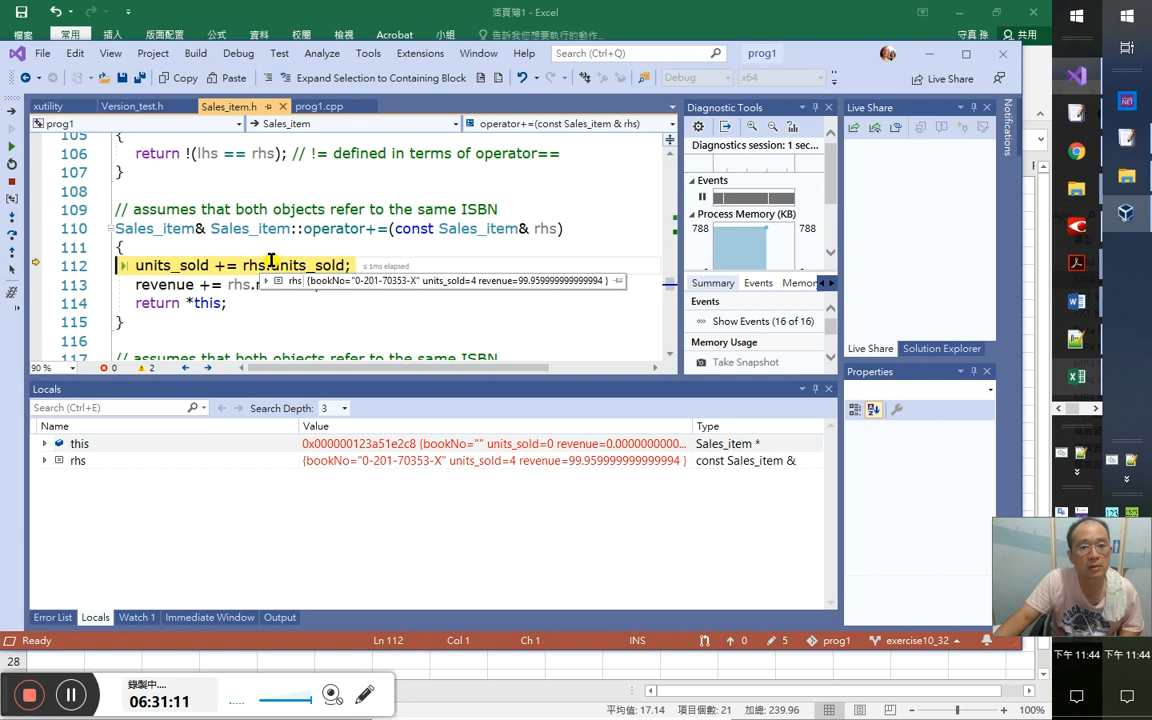 活頁簿1 - Excel
檔案 常用 插入 版面配置 公式 資料 校閱 檢視 Acrobat 小組 告訴我您想要執行的動作... 守真 孫 共用
File Edit View Project Build Debug Test Analyze Tools Extensions Window Help Search (Ctrl+Q) prog1
Copy Paste Expand Selection to Containing Block Debug x64 Live Share
xutility Version_test.h Sales_item.h prog1.cpp
prog1 Sales_item operator+=(const Sales_item & rhs)
105 {
106 return !(lhs == rhs); // != defined in terms of operator==
107 }
108
109 // assumes that both objects refer to the same ISBN
110 Sales_item& Sales_item::operator+=(const Sales_item& rhs)
111 {
112 units_sold += rhs.units_sold; ≤ 1ms elapsed
rhs {bookNo="0-201-70353-X" units_sold=4 revenue=99.959999999999994 }
113 revenue += rhs.
114 return *this;
115 }
116
117 // assumes that both objects refer to the same ISBN
90 % 0 2
Diagnostic Tools
Diagnostics session: 1 sec...
Events
Process Memory (KB)
788 788
0 0
Summary Events Memor
Events
Show Events (16 of 16)
Memory Usage
Take Snapshot
Live Share
Live Share Solution Explorer
Properties
Notifications
Locals
Search (Ctrl+E) Search Depth: 3
Name Value Type
this 0x000000123a51e2c8 {bookNo="" units_sold=0 revenue=0.0000000000... Sales_item *
rhs {bookNo="0-201-70353-X" units_sold=4 revenue=99.959999999999994 } const Sales_item &
Error List Locals Watch 1 Immediate Window Output
Ready Ln 112 Col 1 Ch 1 INS 0 5 prog1 exercise10_32
28
錄製中...
06:31:11
平均值: 17.14 項目個數: 21 加總: 239.96 100%
下午 11:44 下午 11:44